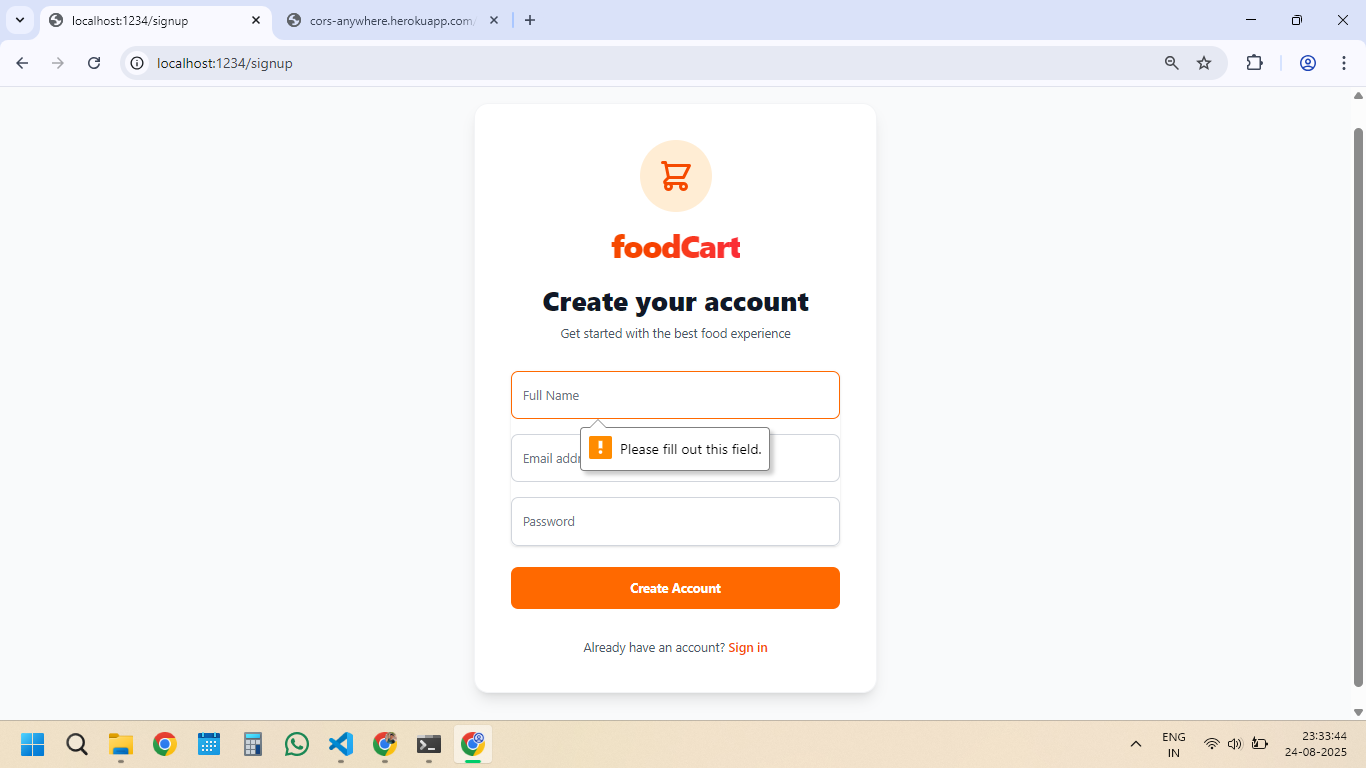 localhost:1234/signup
cors-anywhere.herokuapp.com/
localhost:1234/signup
foodCart
Create your account
Get started with the best food experience
Full Name
Please fill out this field.
Email addr
Password
Create Account
Already have an account? Sign in
ENG
IN
23:33:44
24-08-2025